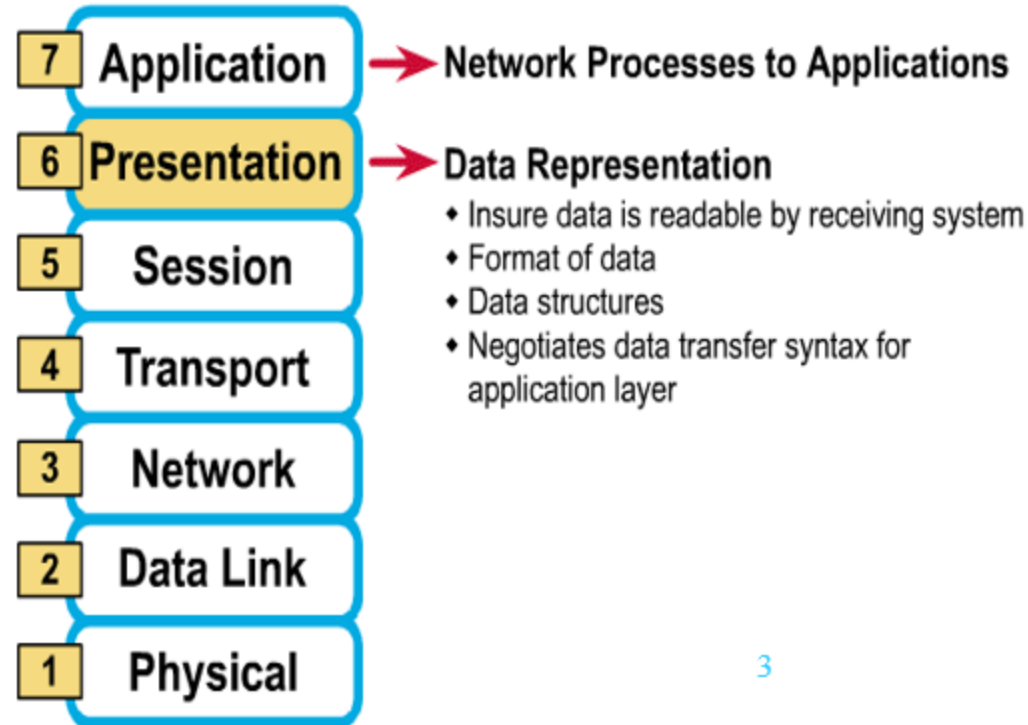 7 Application Network Processes to Applications
6 Presentation Data Representation
◆ Insure data is readable by receiving system
5 Session
◆ Format of data
◆ Data structures
4 Transport
◆ Negotiates data transfer syntax for
application layer
3 Network
2 Data Link
1 Physical
3